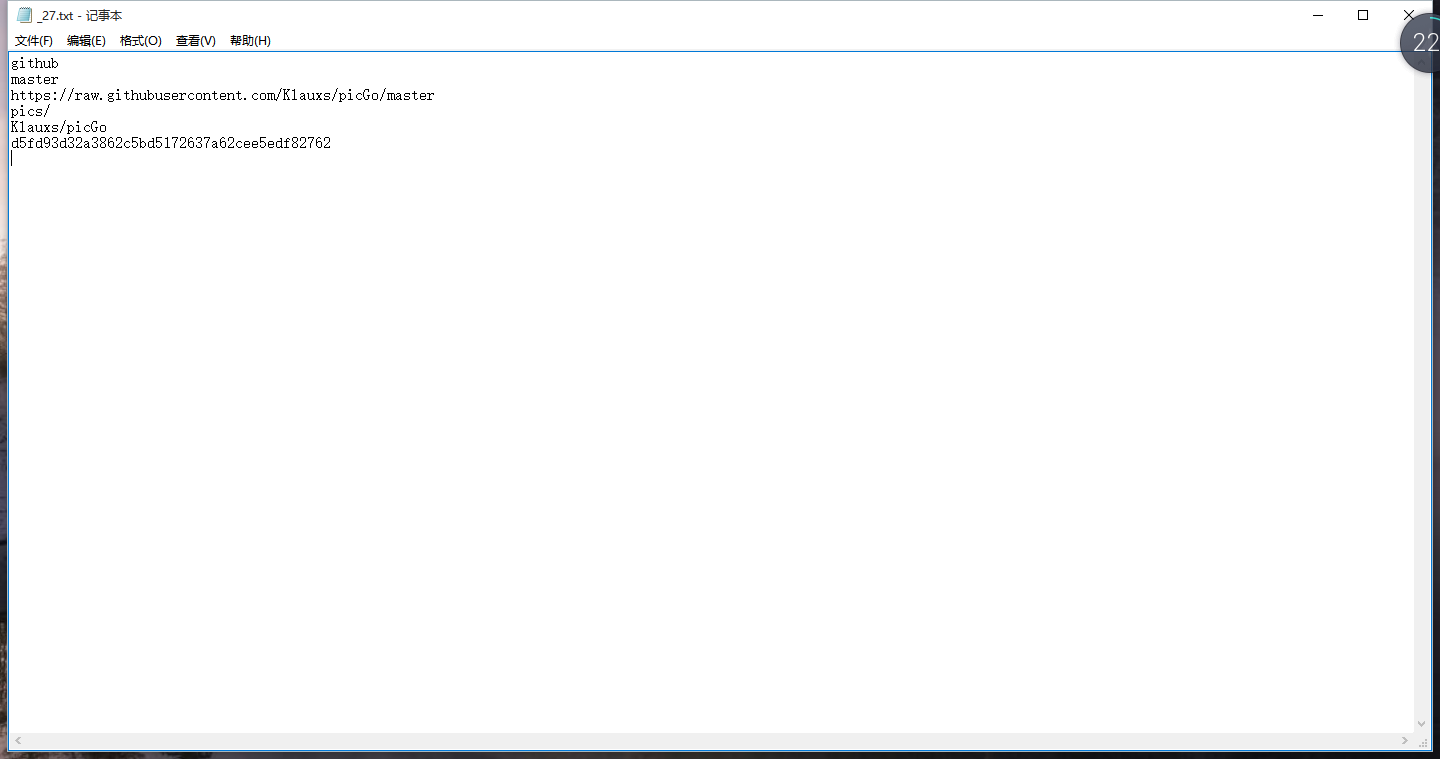 _27.txt - 记事本
文件(F) 编辑(E) 格式(O) 查看(V) 帮助(H)
22
github
master
https://raw.githubusercontent.com/Klauxs/picGo/master
pics/
Klauxs/picGo
d5fd93d32a3862c5bd5172637a62cee5edf82762